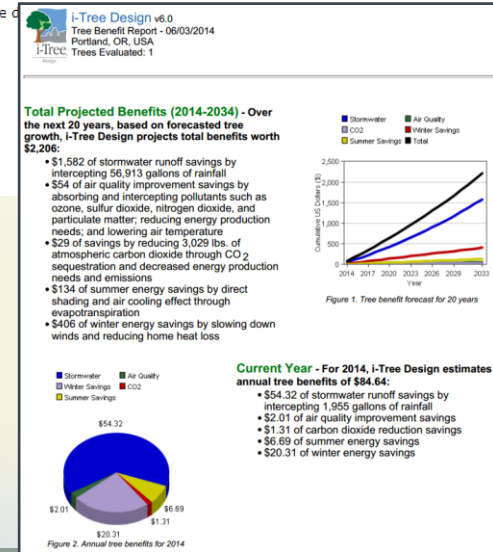 e d
i-Tree Design v6.0
Tree Benefit Report - 06/03/2014
Portland, OR, USA
Trees Evaluated: 1
i-Tree
Design
Total Projected Benefits (2014-2034) - Over
the next 20 years, based on forecasted tree
growth, i-Tree Design projects total benefits worth
$2,206:
• $1,582 of stormwater runoff savings by
intercepting 56,913 gallons of rainfall
• $54 of air quality improvement savings by
absorbing and intercepting pollutants such as
ozone, sulfur dioxide, nitrogen dioxide, and
particulate matter; reducing energy production
needs; and lowering air temperature
• $29 of savings by reducing 3,029 lbs. of
atmospheric carbon dioxide through CO2
sequestration and decreased energy production
needs and emissions
• $134 of summer energy savings by direct
shading and air cooling effect through
evapotranspiration
• $406 of winter energy savings by slowing down
winds and reducing home heat loss
Stormwater Air Quality
CO2 Winter Savings
Summer Savings Total
Cumulative US Dollars ($)
2,500
2,000
1,500
1,000
500
0
2014 2017 2020 2023 2026 2029 2033
Year
Figure 1. Tree benefit forecast for 20 years
Stormwater Air Quality
Winter Savings CO2
Summer Savings
$54.32
$2.01
$6.69
$1.31
$20.31
Figure 2. Annual tree benefits for 2014
Current Year - For 2014, i-Tree Design estimates
annual tree benefits of $84.64:
• $54.32 of stormwater runoff savings by
intercepting 1,955 gallons of rainfall
• $2.01 of air quality improvement savings
• $1.31 of carbon dioxide reduction savings
• $6.69 of summer energy savings
• $20.31 of winter energy savings